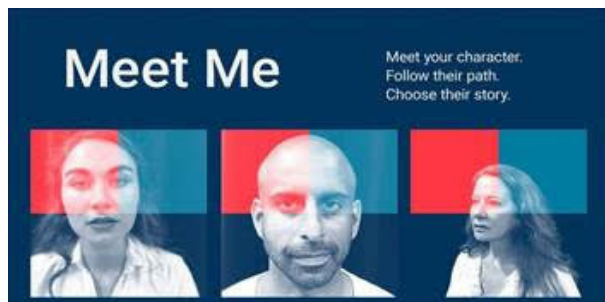 Meet Me
Meet your character.
Follow their path.
Choose their story.